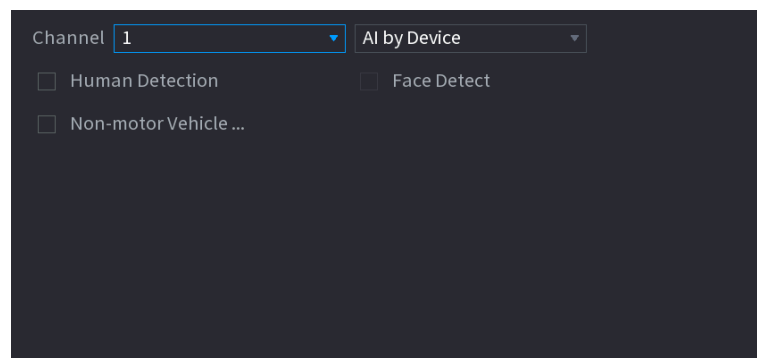 Channel 1 AI by Device
Human Detection Face Detect
Non-motor Vehicle ...